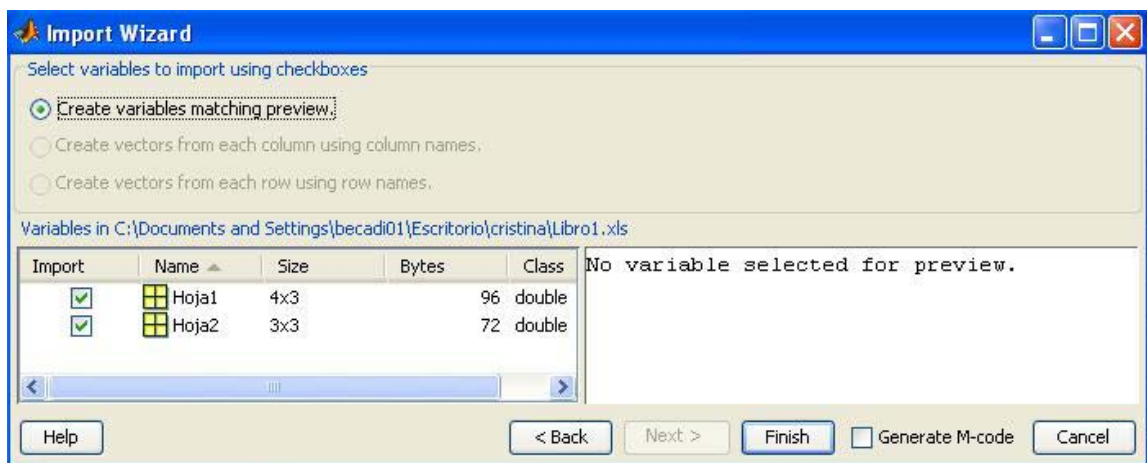 Import Wizard
Select variables to import using checkboxes
Create variables matching preview.
Create vectors from each column using column names.
Create vectors from each row using row names.
Variables in C:\Documents and Settings\becadi01\Escritorio\cristina\Libro1.xls
Import Name Size Bytes Class
Hoja1 4x3 96 double
Hoja2 3x3 72 double
No variable selected for preview.
Help < Back Next > Finish Generate M-code Cancel